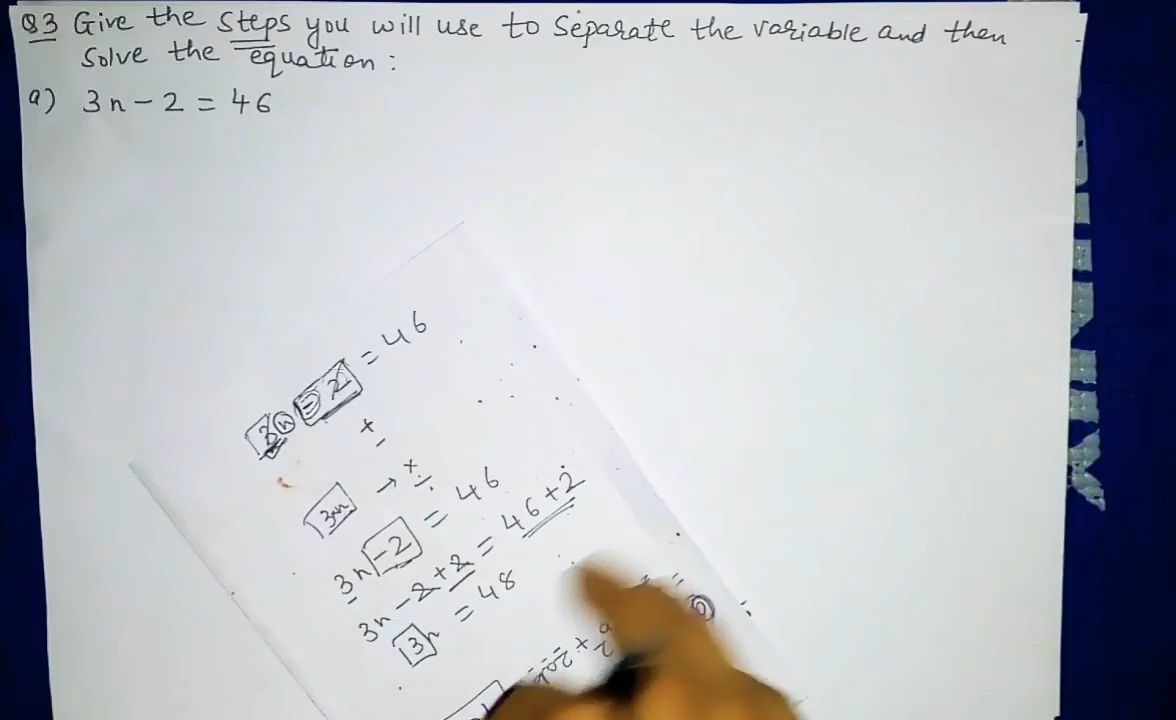 Q3 Give the steps you will use to separate the variable and then
Solve the equation:
a) 3n - 2 = 46
3n - 2 = 46
+
-
3n → + ÷
3n - 2 = 46
3n - 2 + 2 = 46 + 2
3n = 48